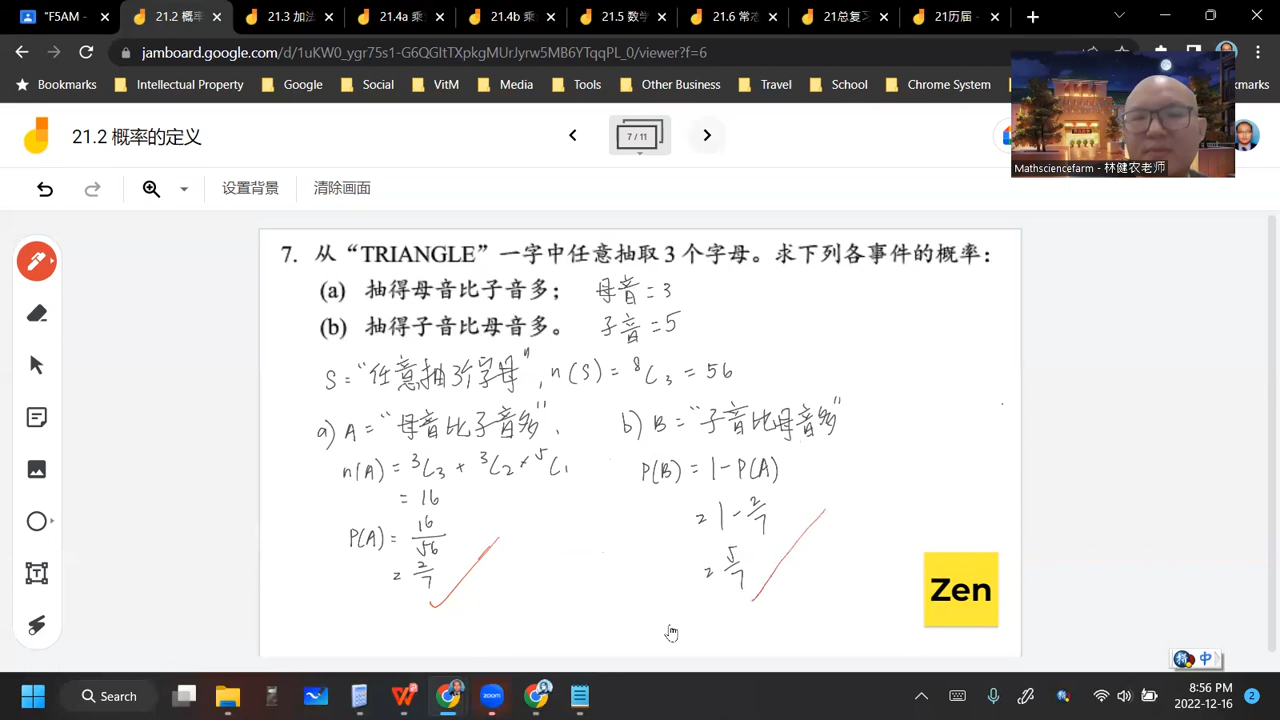 "F5AM -
21.2 概率
21.3 加法
21.4a 乘
21.4b 乘
21.5 数学
常态
21总复习
21历届 -
jamboard.google.com/d/1uKW0_ygr75s1-G6QGltTXpkgMUrJnw5MB6YTqqPL_0/viewer?f=6
Bookmarks
Intellectual Property
Google
Social
VitM
Media
Tools
Other Business
Travel
School
Chrome System
Bookmarks
21.2 概率的定义
7 / 11
Mathsciencefarm - 林健农老师
设置背景
清除画面
7. 从“TRIANGLE”一字中任意抽取 3 个字母。求下列各事件的概率：
(a) 抽得母音比子音多； 母音 = 3
(b) 抽得子音比母音多。 子音 = 5
S = "任意抽3个字母", n(S) = ⁸C₃ = 56
a) A = "母音比子音多",
n(A) = ³C₃ + ³C₂ × ⁵C₁
= 16
P(A) = 16/56
= 2/7
b) B = "子音比母音多"
P(B) = 1 - P(A)
= 1 - 2/7
= 5/7
Zen
中
Search
zoom
8:56 PM
2022-12-16
2